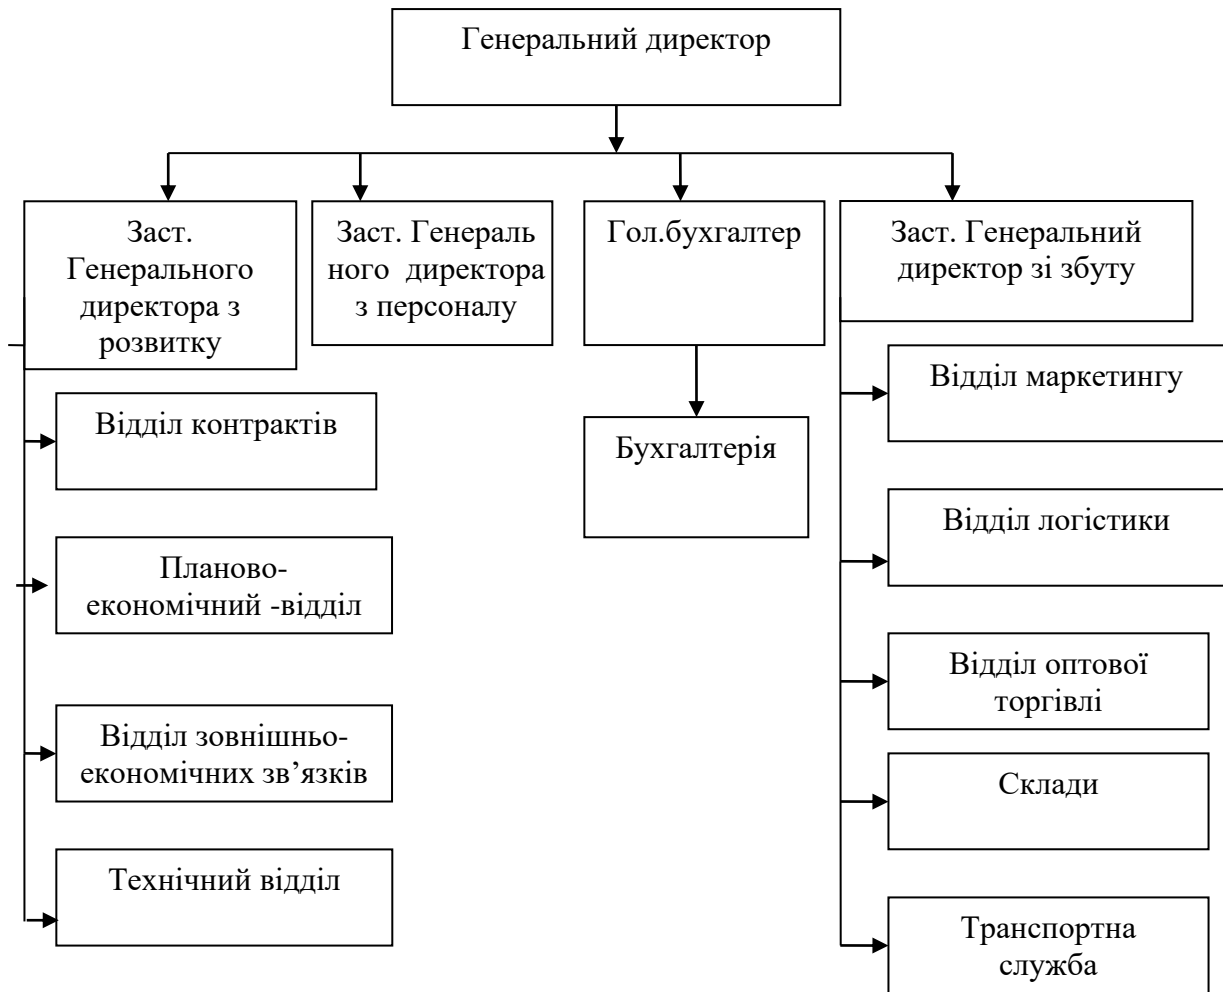 Генеральний директор
Заст.
Генерального
директора з
розвитку
Заст. Генераль
ного директора
з персоналу
Гол.бухгалтер
Заст. Генеральний
директор зі збуту
Відділ контрактів
Планово-
економічний -відділ
Відділ зовнішньо-
економічних зв’язків
Технічний відділ
Бухгалтерія
Відділ маркетингу
Відділ логістики
Відділ оптової
торгівлі
Склади
Транспортна
служба